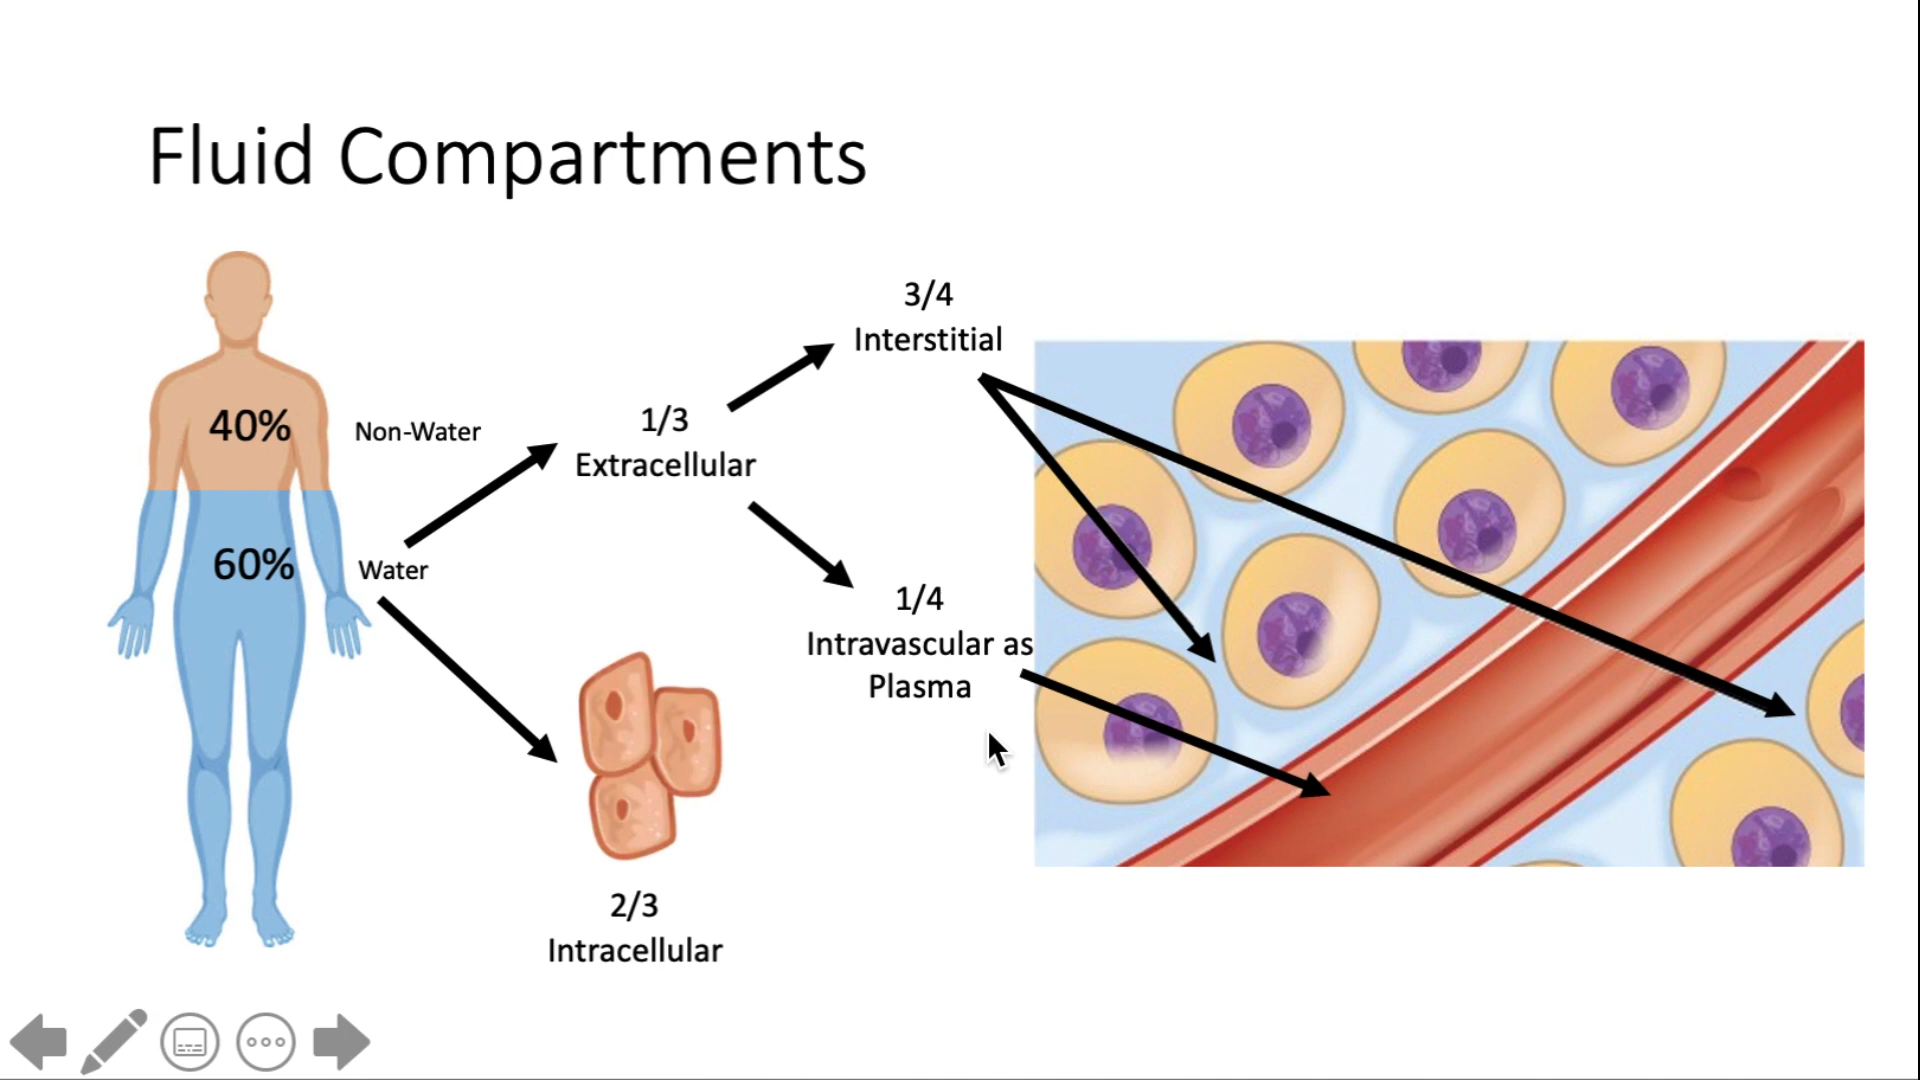 Fluid Compartments
40%
Non-Water
60%
Water
1/3
Extracellular
2/3
Intracellular
3/4
Interstitial
1/4
Intravascular as
Plasma